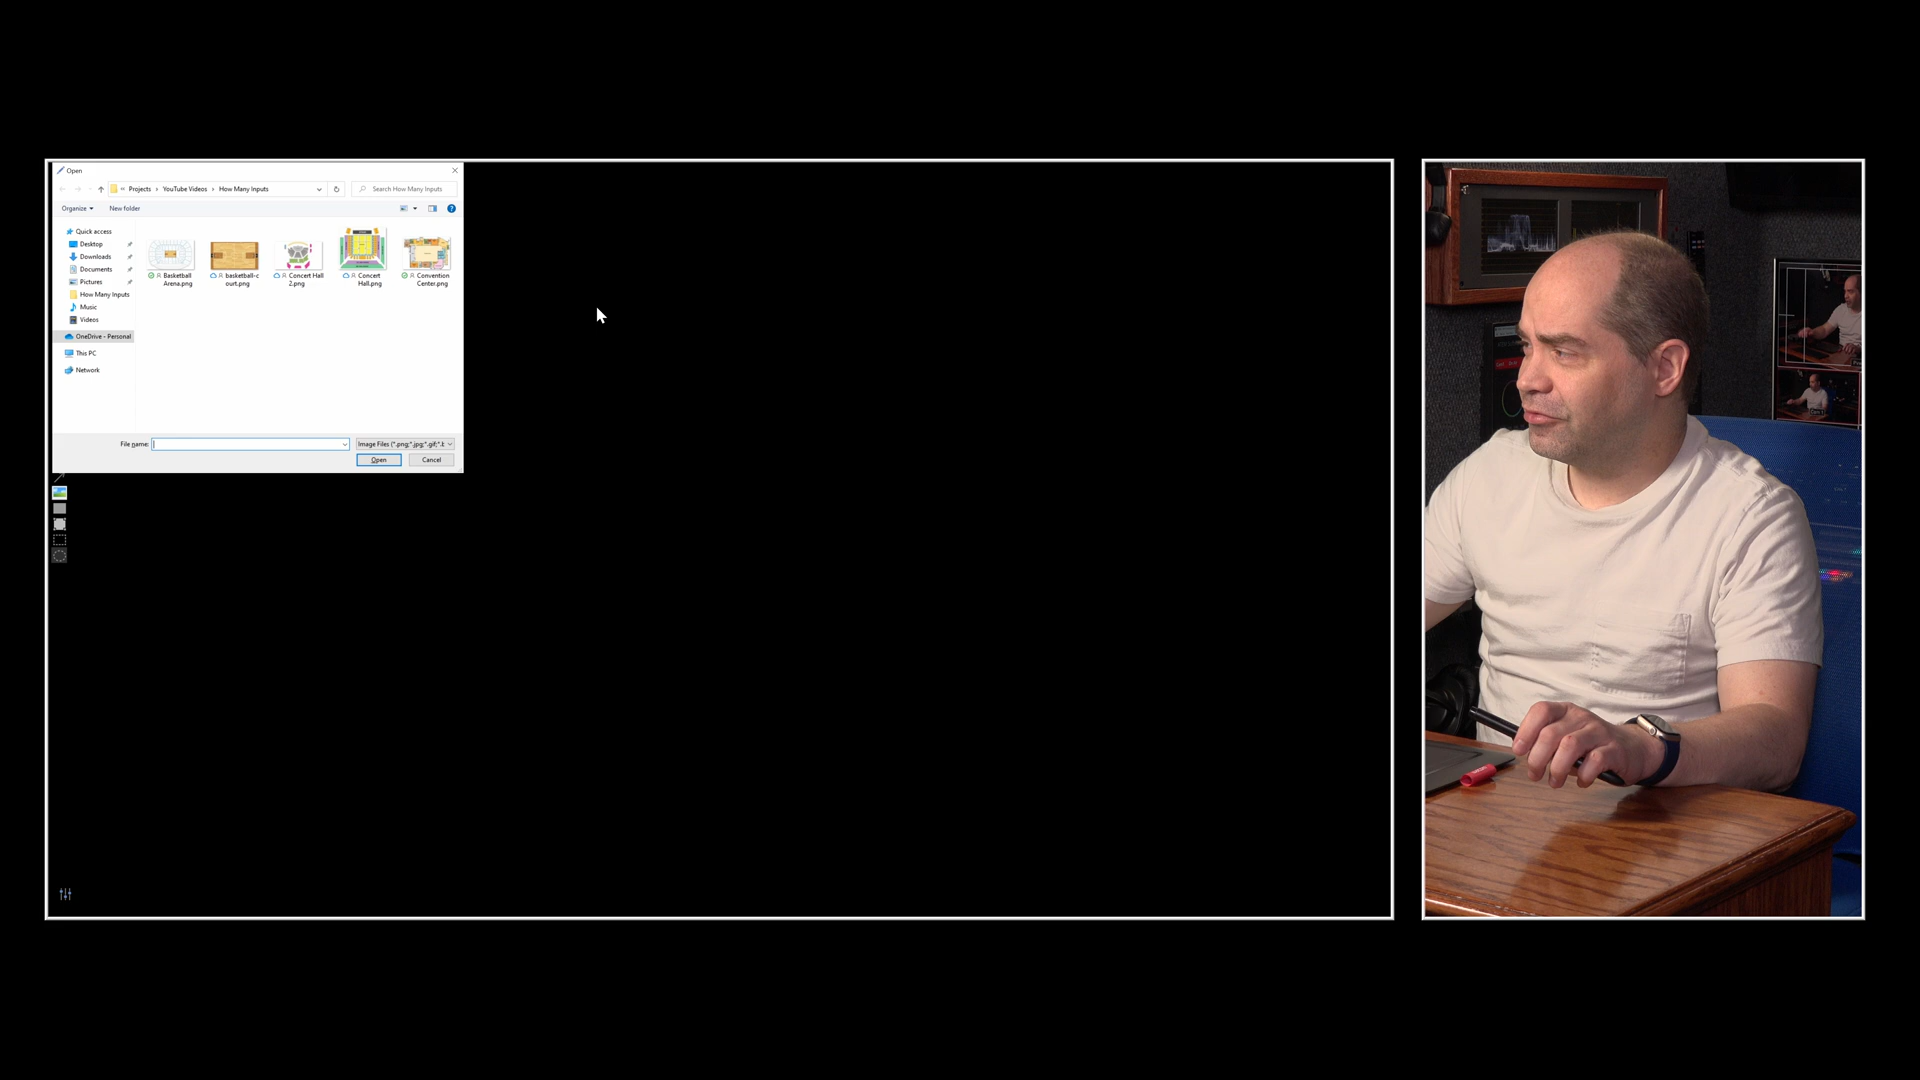 Open
« Projects › YouTube Videos › How Many Inputs
Search How Many Inputs
Organize
New folder
Quick access
Desktop
Downloads
Documents
Pictures
How Many Inputs
Music
Videos
OneDrive - Personal
This PC
Network
Basketball
Arena.png
basketball-c
ourt.png
Concert Hall
2.png
Concert
Hall.png
Convention
Center.png
File name:
Image Files (*.png;*.jpg;*.gif;*.t
Open
Cancel